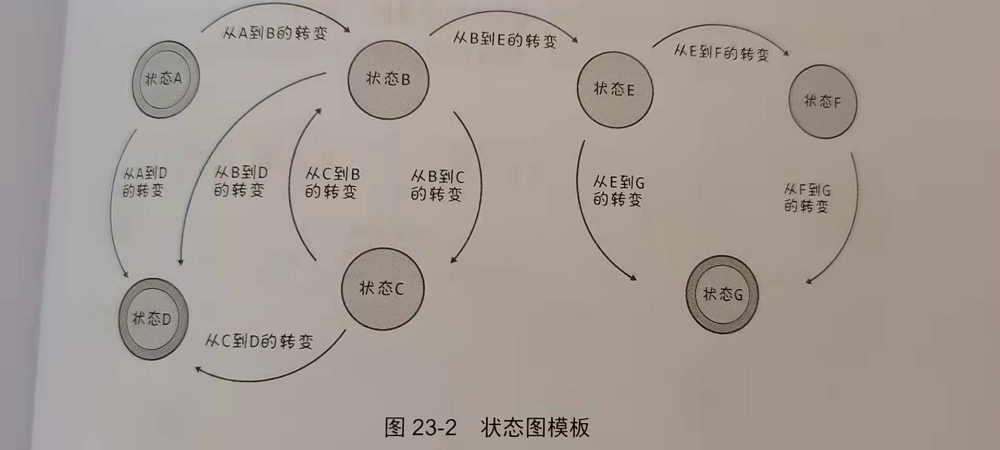 从A到B的转变
从B到E的转变
从E到F的转变
状态A
状态B
状态E
状态F
从A到D
的转变
从B到D
的转变
从C到B
的转变
从B到C
的转变
从E到G
的转变
从F到G
的转变
状态D
状态C
状态G
从C到D的转变
图 23-2 状态图模板